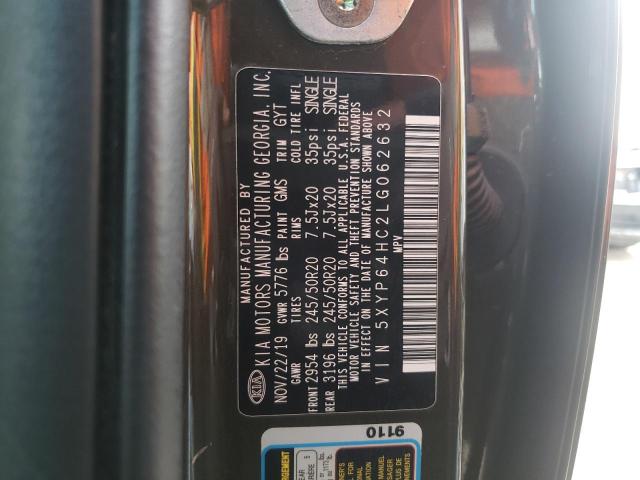 KIA
MANUFACTURED BY
KIA MOTORS MANUFACTURING GEORGIA, INC.
NOV/22/19 GVWR 5776 lbs PAINT GMS TRIM GYT
GAWR TIRES RIMS COLD TIRE INFL
FRONT 2954 lbs 245/50R20 7.5Jx20 35psi SINGLE
REAR 3196 lbs 245/50R20 7.5Jx20 35psi SINGLE
THIS VEHICLE CONFORMS TO ALL APPLICABLE U.S.A. FEDERAL
MOTOR VEHICLE SAFETY AND THEFT PREVENTION STANDARDS
IN EFFECT ON THE DATE OF MANUFACTURE SHOWN ABOVE
VIN 5XYP64HC2LG062632
MPV
9110